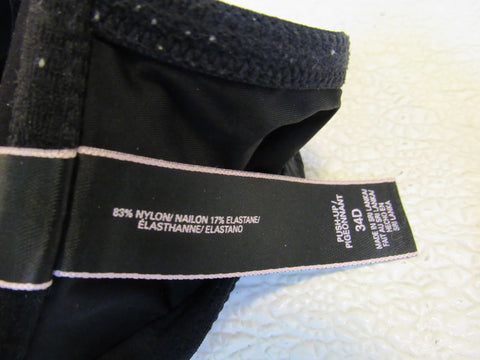 83% NYLON/ NAILON 17% ELASTANE/
ÉLASTHANNE/ ELASTANO
PUSH-UP/
PIGEONNANT
34D
MADE IN SRI LANKA/
FAIT AU SRI LANKA/
HECHO EN
SRI LANKA